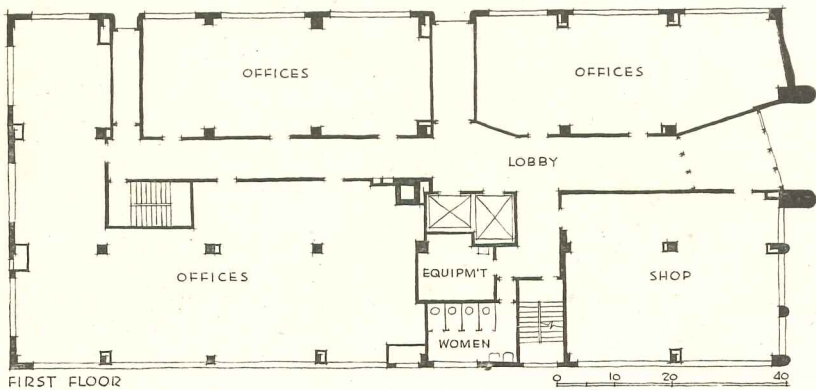 OFFICES
OFFICES
LOBBY
OFFICES
EQUIPM'T
SHOP
WOMEN
FIRST FLOOR
0 10 20 40